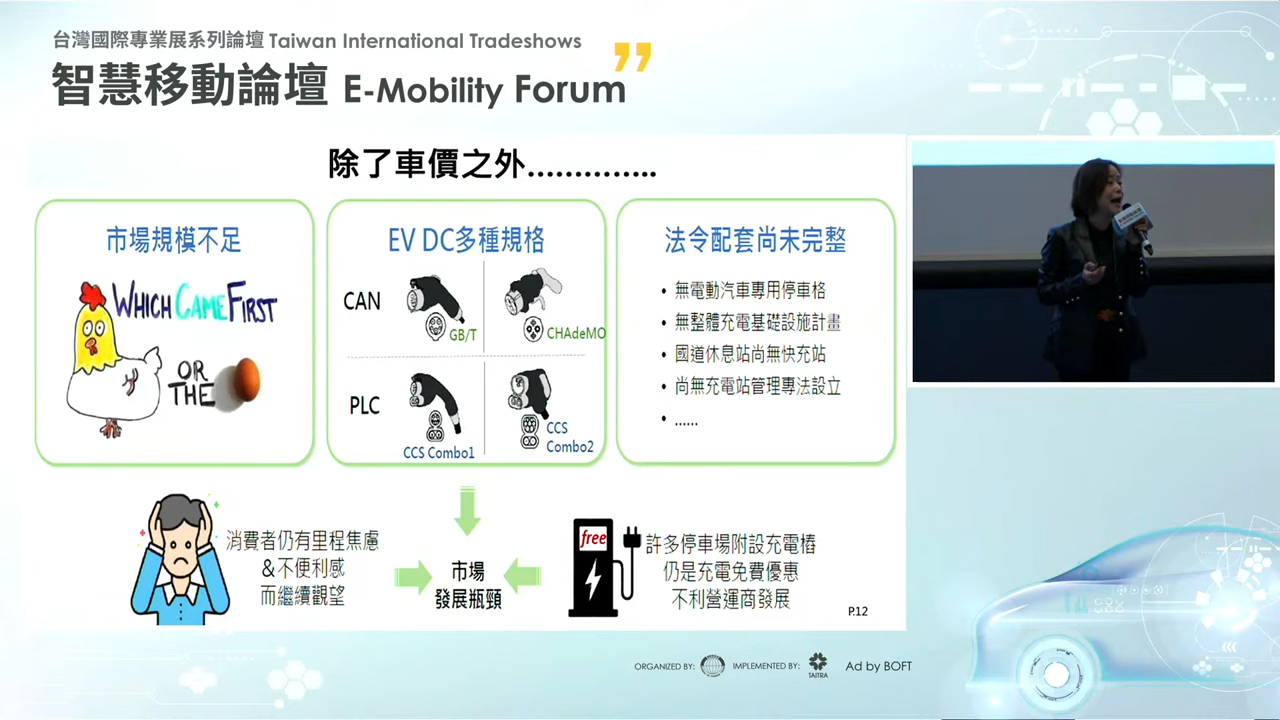 台灣國際專業展系列論壇 Taiwan International Tradeshows
智慧移動論壇 E-Mobility Forum
除了車價之外…………..
市場規模不足
WHICH CAME FIRST
OR
THE
EV DC多種規格
CAN
GB/T
CHAdeMO
PLC
CCS Combo1
CCS
Combo2
法令配套尚未完整
• 無電動汽車專用停車格
• 無整體充電基礎設施計畫
• 國道休息站尚無快充站
• 尚無充電站管理專法設立
• ……
消費者仍有里程焦慮
&不便利感
而繼續觀望
市場
發展瓶頸
free
許多停車場附設充電樁
仍是充電免費優惠
不利營運商發展
P.12
ORGANIZED BY:
IMPLEMENTED BY:
TAITRA
Ad by BOFT